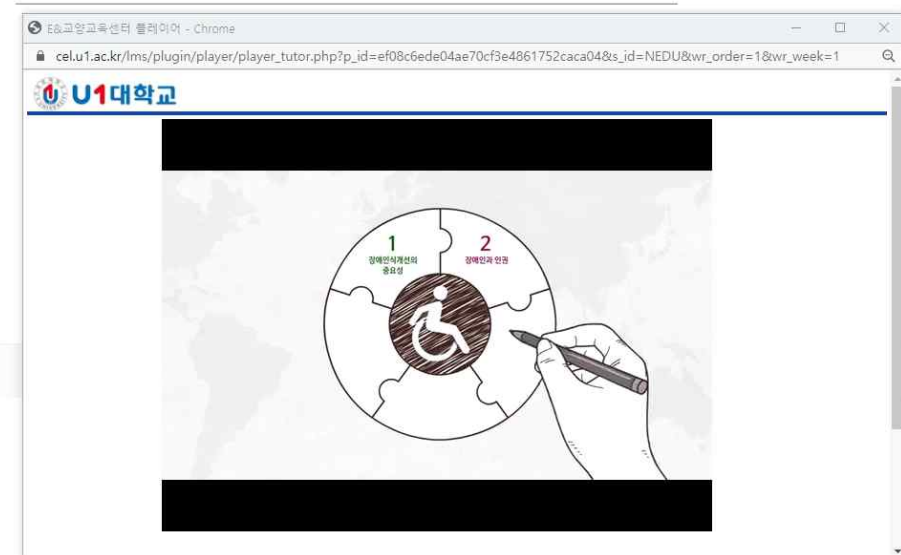 E&교양교육센터 플레이어 - Chrome
cel.u1.ac.kr/lms/plugin/player/player_tutor.php?p_id=ef08c6ede04ae70cf3e4861752caca04&s_id=NEDU&wr_order=1&wr_week=1
U1대학교
1
장애인식개선의
중요성
2
장애인과 인권